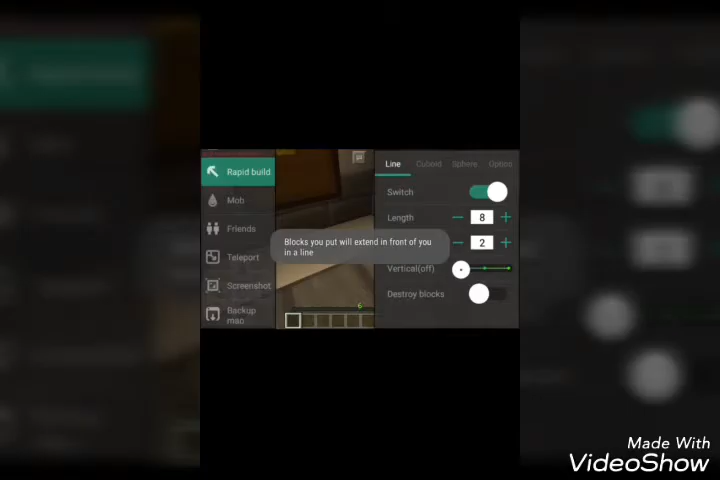 Rapid build
Mob
Friends
Teleport
Screenshot
Backup
map
Line Cuboid Sphere Option
Switch
Length
8
Blocks you put will extend in front of you
in a line
2
Vertical(off)
Destroy blocks
Made With
VideoShow